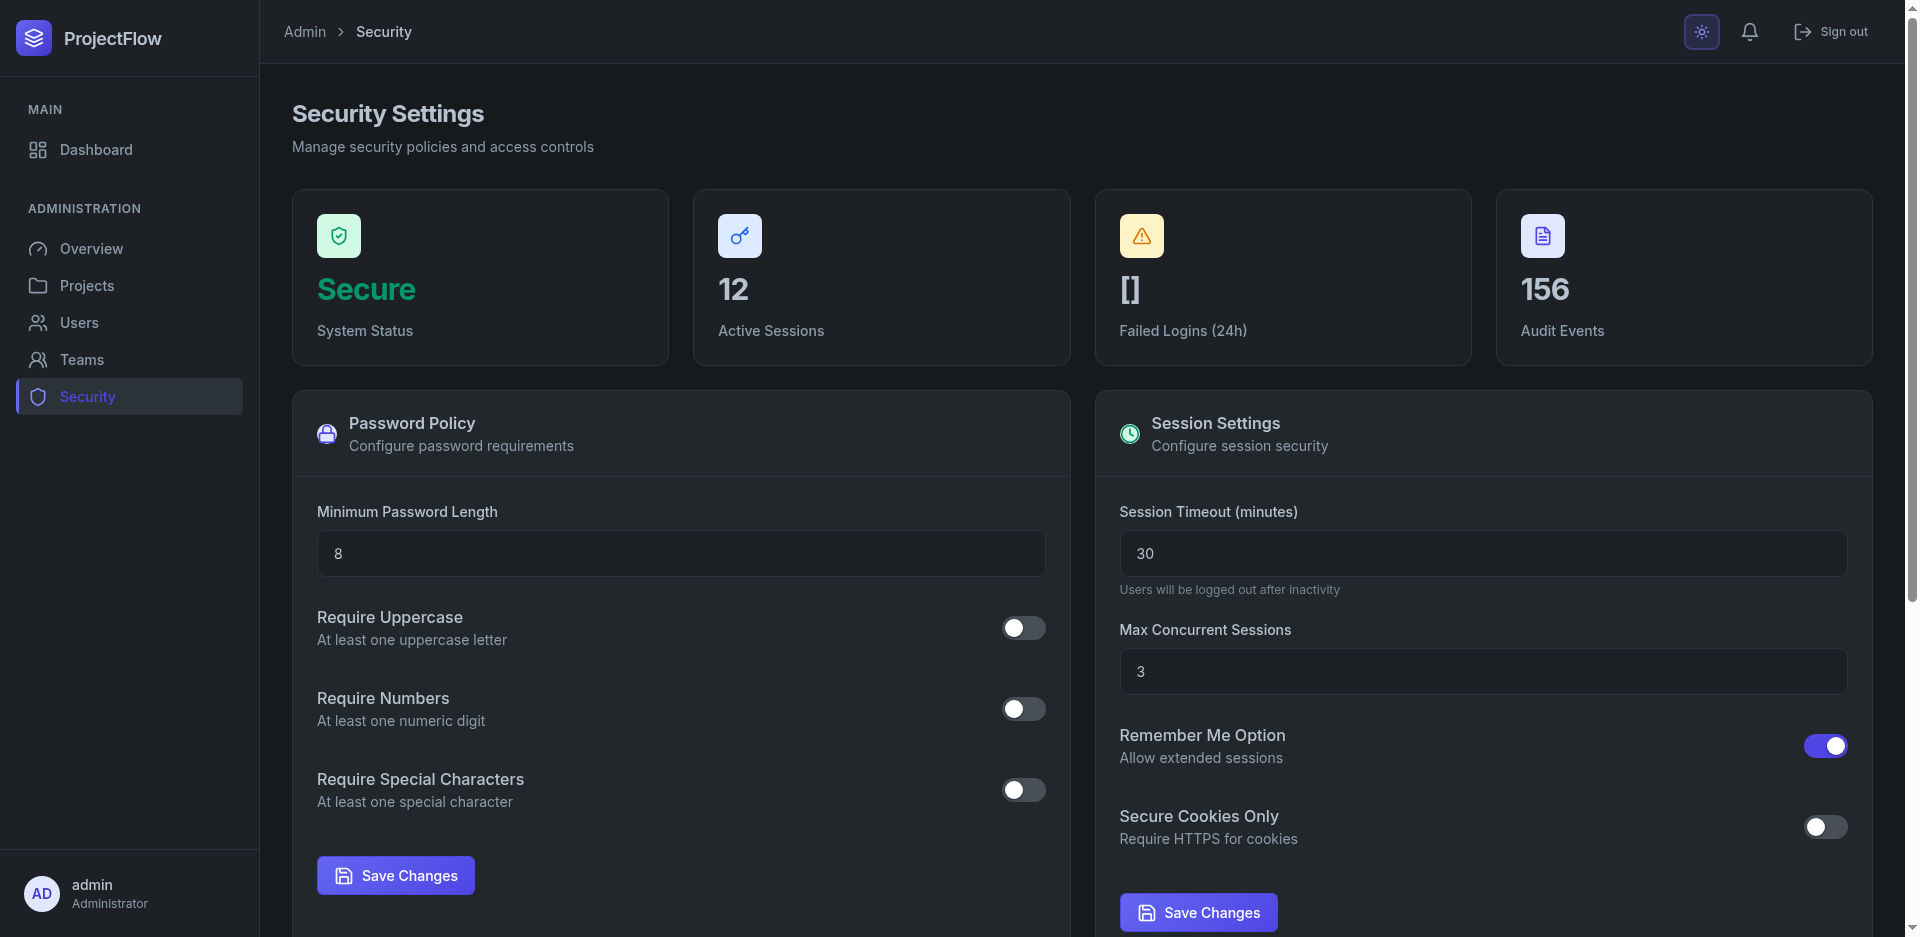 ProjectFlow
MAIN
Dashboard
ADMINISTRATION
Overview
Projects
Users
Teams
Security
AD
admin
Administrator
Admin
Security
Sign out
Security Settings
Manage security policies and access controls
Secure
System Status
12
Active Sessions
[]
Failed Logins (24h)
156
Audit Events
Password Policy
Configure password requirements
Minimum Password Length
8
Require Uppercase
At least one uppercase letter
Require Numbers
At least one numeric digit
Require Special Characters
At least one special character
Save Changes
Session Settings
Configure session security
Session Timeout (minutes)
30
Users will be logged out after inactivity
Max Concurrent Sessions
3
Remember Me Option
Allow extended sessions
Secure Cookies Only
Require HTTPS for cookies
Save Changes